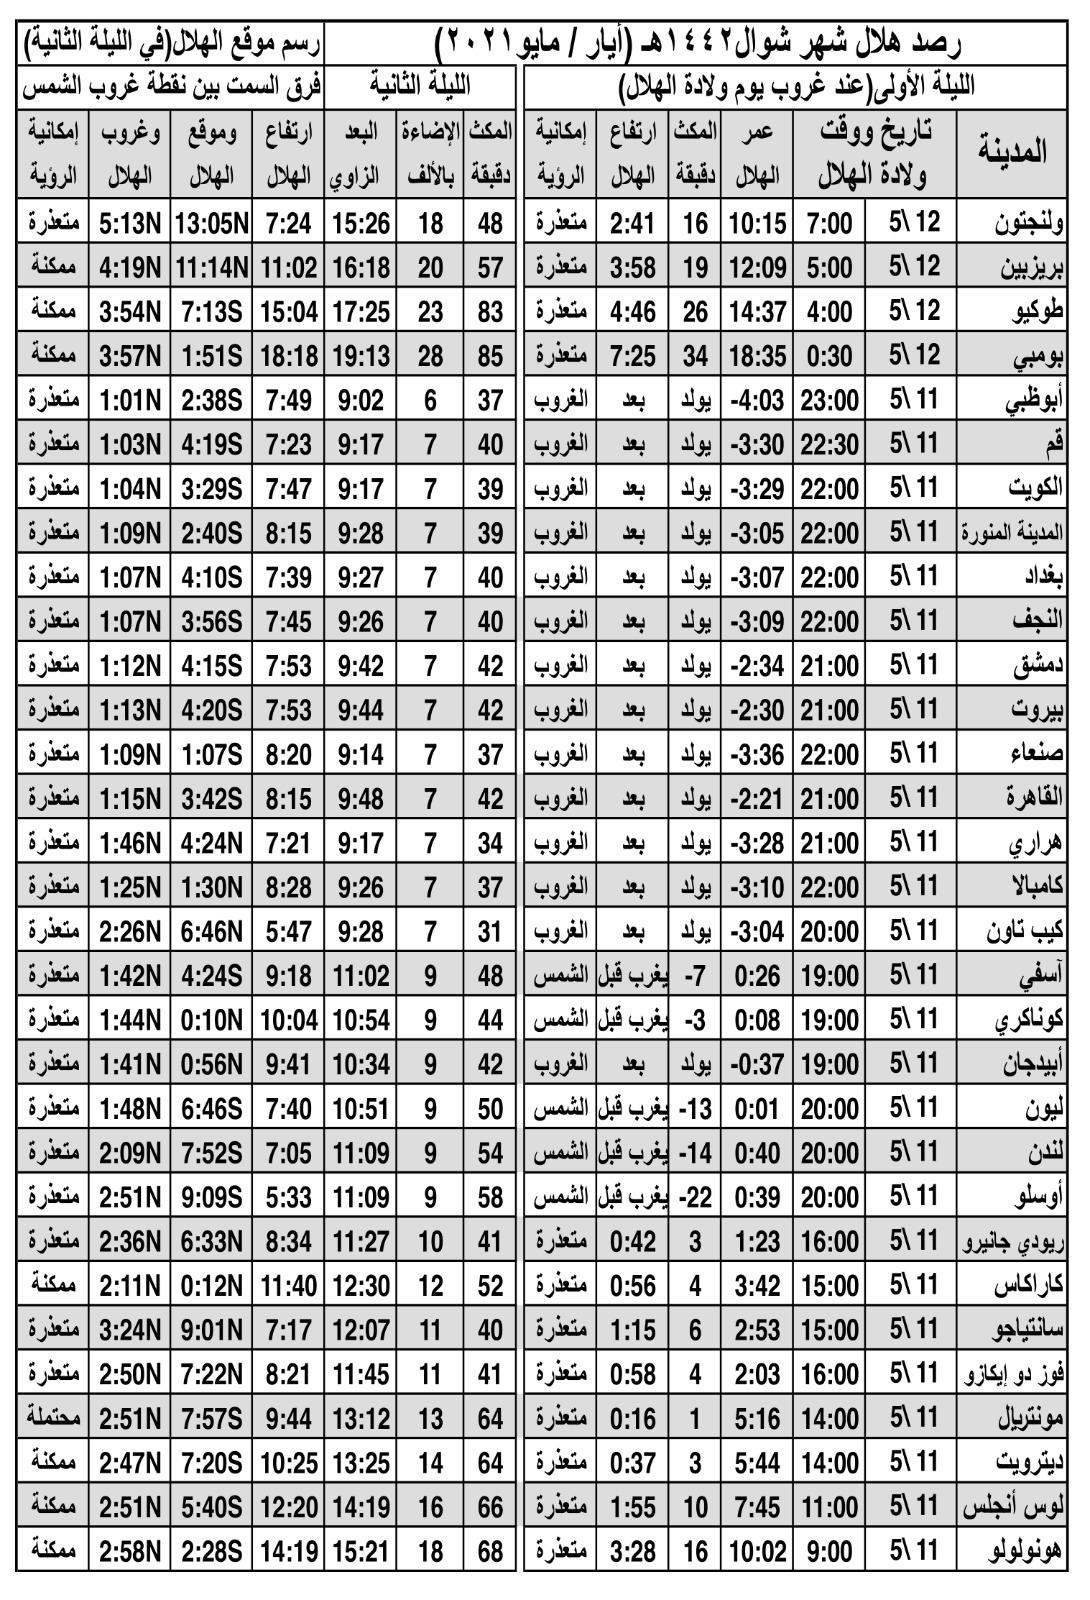 رصد هلال شهر شوال ١٤٤٢هـ (أيار / مايو ٢٠٢١) رسم موقع الهلال(في الليلة الثانية)
الليلة الأولى(عند غروب يوم ولادة الهلال) الليلة الثانية فرق السمت بين نقطة غروب الشمس
المدينة تاريخ ووقت عمر المكث ارتفاع إمكانية المكث الإضاءة البعد ارتفاع وموقع وغروب إمكانية
ولادة الهلال الهلال دقيقة الهلال الرؤية دقيقة بالألف الزاوي الهلال الهلال الهلال الرؤية
ولنجتون 5\ 12 7:00 10:15 16 2:41 متعذرة 48 18 15:26 7:24 13:05N 5:13N متعذرة
بريزبين 5\ 12 5:00 12:09 19 3:58 متعذرة 57 20 16:18 11:02 11:14N 4:19N ممكنة
طوكيو 5\ 12 4:00 14:37 26 4:46 متعذرة 83 23 17:25 15:04 7:13S 3:54N ممكنة
بومبي 5\ 12 0:30 18:35 34 7:25 متعذرة 85 28 19:13 18:18 1:51S 3:57N ممكنة
أبوظبي 5\ 11 23:00 -4:03 يولد بعد الغروب 37 6 9:02 7:49 2:38S 1:01N متعذرة
قم 5\ 11 22:30 -3:30 يولد بعد الغروب 40 7 9:17 7:23 4:19S 1:03N متعذرة
الكويت 5\ 11 22:00 -3:29 يولد بعد الغروب 39 7 9:17 7:47 3:29S 1:04N متعذرة
المدينة المنورة 5\ 11 22:00 -3:05 يولد بعد الغروب 39 7 9:28 8:15 2:40S 1:09N متعذرة
بغداد 5\ 11 22:00 -3:07 يولد بعد الغروب 40 7 9:27 7:39 4:10S 1:07N متعذرة
النجف 5\ 11 22:00 -3:09 يولد بعد الغروب 40 7 9:26 7:45 3:56S 1:07N متعذرة
دمشق 5\ 11 21:00 -2:34 يولد بعد الغروب 42 7 9:42 7:53 4:15S 1:12N متعذرة
بيروت 5\ 11 21:00 -2:30 يولد بعد الغروب 42 7 9:44 7:53 4:20S 1:13N متعذرة
صنعاء 5\ 11 22:00 -3:36 يولد بعد الغروب 37 7 9:14 8:20 1:07S 1:09N متعذرة
القاهرة 5\ 11 21:00 -2:21 يولد بعد الغروب 42 7 9:48 8:15 3:42S 1:15N متعذرة
هراري 5\ 11 21:00 -3:28 يولد بعد الغروب 34 7 9:17 7:21 4:24N 1:46N متعذرة
كامبالا 5\ 11 22:00 -3:10 يولد بعد الغروب 37 7 9:26 8:28 1:30N 1:25N متعذرة
كيب تاون 5\ 11 20:00 -3:04 يولد بعد الغروب 31 7 9:28 5:47 6:46N 2:26N متعذرة
آسفي 5\ 11 19:00 0:26 -7 يغرب قبل الشمس 48 9 11:02 9:18 4:24S 1:42N متعذرة
كوناكري 5\ 11 19:00 0:08 -3 يغرب قبل الشمس 44 9 10:54 10:04 0:10N 1:44N متعذرة
أبيدجان 5\ 11 19:00 -0:37 يولد بعد الغروب 42 9 10:34 9:41 0:56N 1:41N متعذرة
ليون 5\ 11 20:00 0:01 -13 يغرب قبل الشمس 50 9 10:51 7:40 6:46S 1:48N متعذرة
لندن 5\ 11 20:00 0:40 -14 يغرب قبل الشمس 54 9 11:09 7:05 7:52S 2:09N متعذرة
أوسلو 5\ 11 20:00 0:39 -22 يغرب قبل الشمس 58 9 11:09 5:33 9:09S 2:51N متعذرة
ريودي جانيرو 5\ 11 16:00 1:23 3 0:42 متعذرة 41 10 11:27 8:34 6:33N 2:36N متعذرة
كاراكاس 5\ 11 15:00 3:42 4 0:56 متعذرة 52 12 12:30 11:40 0:12N 2:11N ممكنة
سانتياجو 5\ 11 15:00 2:53 6 1:15 متعذرة 40 11 12:07 7:17 9:01N 3:24N متعذرة
فوز دو إيكازو 5\ 11 16:00 2:03 4 0:58 متعذرة 41 11 11:45 8:21 7:22N 2:50N متعذرة
مونتريال 5\ 11 14:00 5:16 1 0:16 متعذرة 64 13 13:12 9:44 7:57S 2:51N محتملة
ديترويت 5\ 11 14:00 5:44 3 0:37 متعذرة 64 14 13:25 10:25 7:20S 2:47N ممكنة
لوس أنجلس 5\ 11 11:00 7:45 10 1:55 متعذرة 66 16 14:19 12:20 5:40S 2:51N ممكنة
هونولولو 5\ 11 9:00 10:02 16 3:28 متعذرة 68 18 15:21 14:19 2:28S 2:58N ممكنة